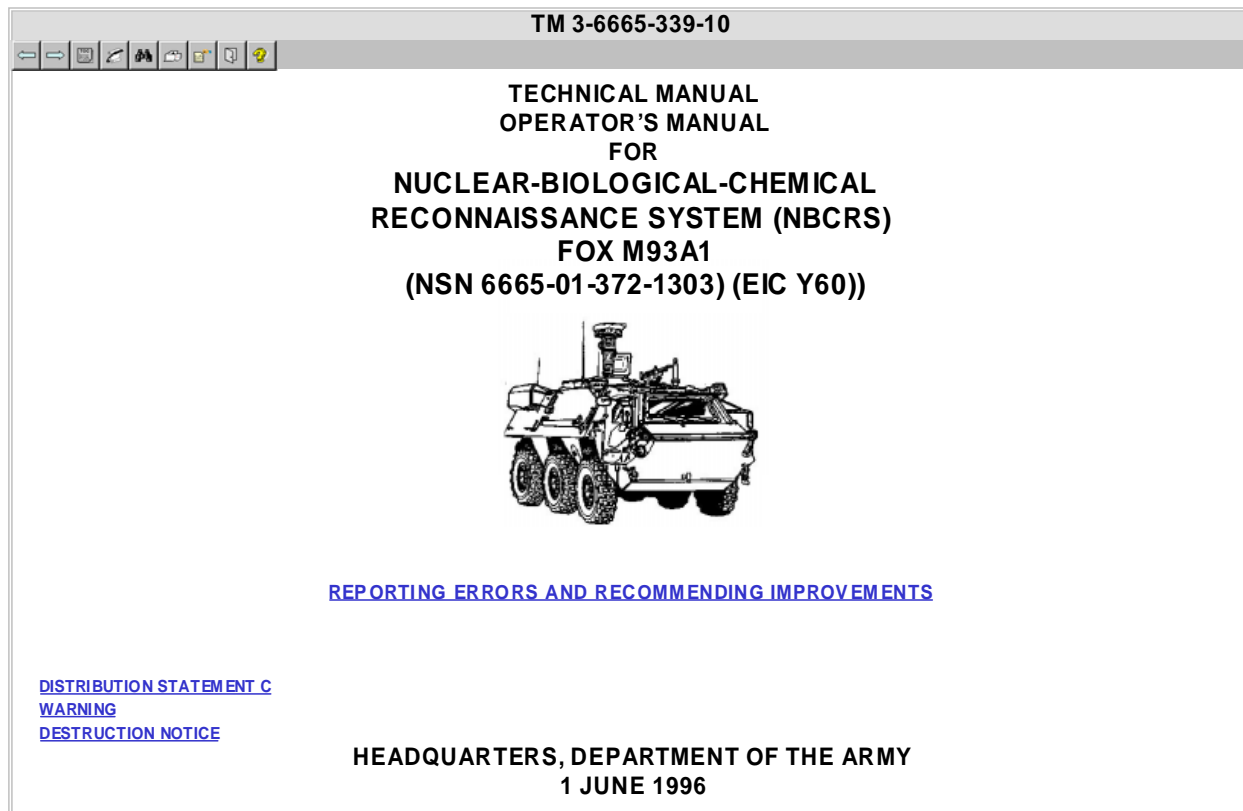 TM 3-6665-339-10
TECHNICAL MANUAL
OPERATOR'S MANUAL
FOR
NUCLEAR-BIOLOGICAL-CHEMICAL
RECONNAISSANCE SYSTEM (NBCRS)
FOX M93A1
(NSN 6665-01-372-1303) (EIC Y60))
REPORTING ERRORS AND RECOMMENDING IMPROVEMENTS
DISTRIBUTION STATEMENT C
WARNING
DESTRUCTION NOTICE
HEADQUARTERS, DEPARTMENT OF THE ARMY
1 JUNE 1996